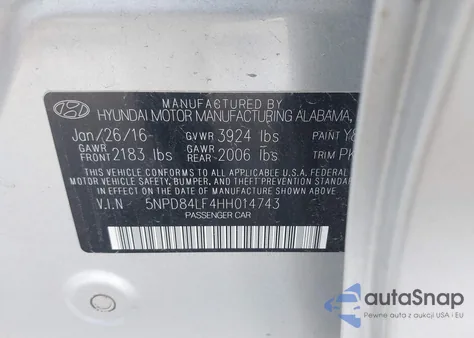 MANUFACTURED BY
HYUNDAI MOTOR MANUFACTURING ALABAMA,
Jan/26/16 GVWR 3924 lbs PAINT
GAWR FRONT 2183 lbs GAWR REAR 2006 lbs TRIM
THIS VEHICLE CONFORMS TO ALL APPLICABLE U.S.A. FEDERAL
MOTOR VEHICLE SAFETY, BUMPER, AND THEFT PREVENTION
STANDARDS IN EFFECT ON THE DATE OF MANUFACTURE SHOWN
ABOVE.
V.I.N 5NPD84LF4HH014743
PASSENGER CAR
autoSnap
Pewne auta z aukcji USA i EU